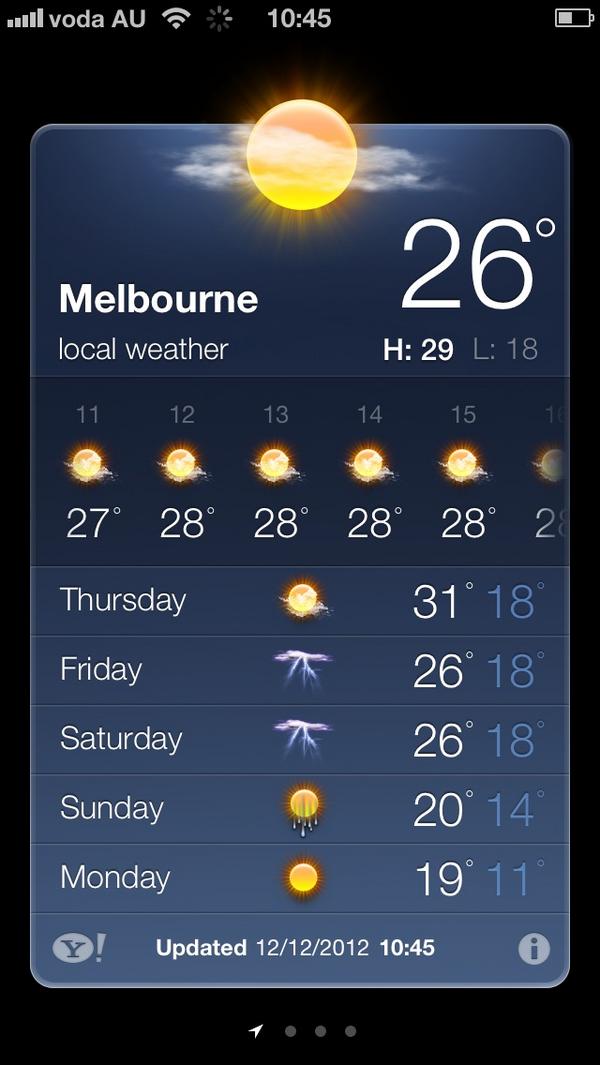 voda AU 10:45
26°
Melbourne
local weather H: 29 L: 18
11 12 13 14 15 16
27° 28° 28° 28° 28° 28
Thursday 31° 18°
Friday 26° 18°
Saturday 26° 18°
Sunday 20° 14°
Monday 19° 11°
Y! Updated 12/12/2012 10:45 i